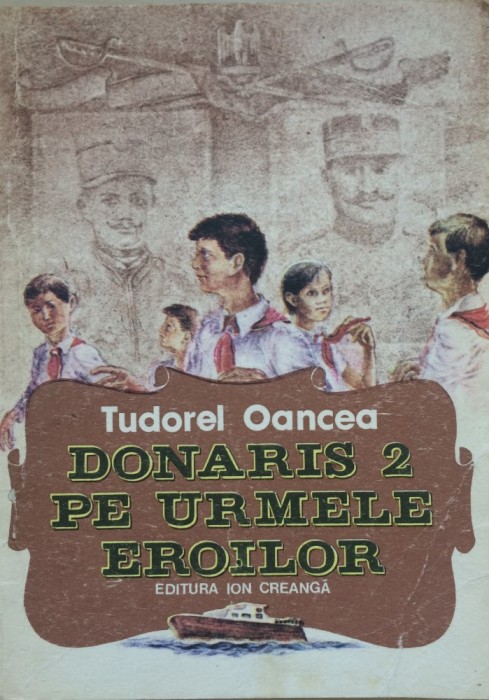 Tudorel Oancea
DONARIS 2
PE URMELE
EROILOR
EDITURA ION CREANGĂ